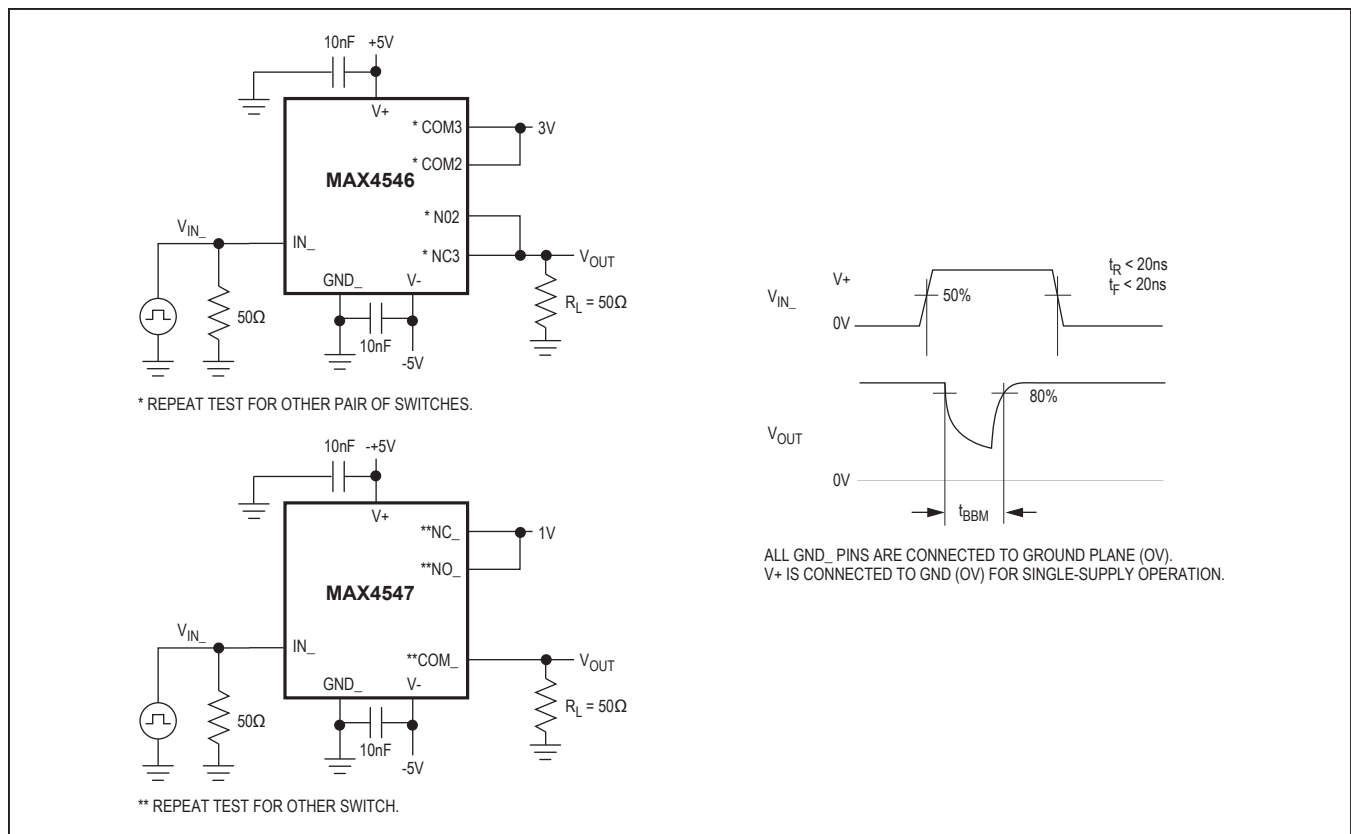 10nF +5V
V+
* COM3
3V
* COM2
MAX4546
* N02
V_IN_
IN_
* NC3
V_OUT
GND_
V-
50Ω
R_L = 50Ω
10nF
-5V
* REPEAT TEST FOR OTHER PAIR OF SWITCHES.
10nF -+5V
V+
**NC_
1V
**NO_
MAX4547
V_IN_
IN_
**COM_
V_OUT
GND_
V-
50Ω
R_L = 50Ω
10nF
-5V
** REPEAT TEST FOR OTHER SWITCH.
t_R < 20ns
t_F < 20ns
V+
V_IN_
50%
0V
80%
V_OUT
0V
t_BBM
ALL GND_ PINS ARE CONNECTED TO GROUND PLANE (OV).
V+ IS CONNECTED TO GND (OV) FOR SINGLE-SUPPLY OPERATION.